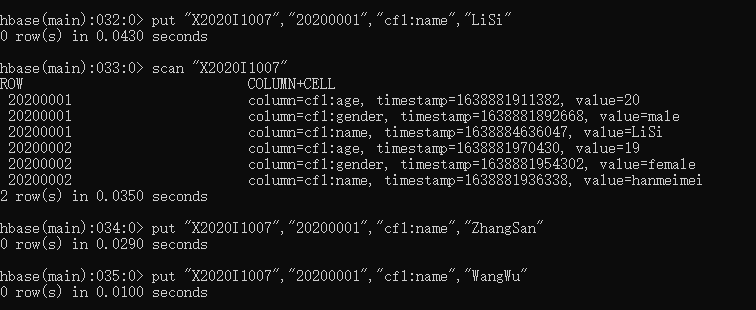 hbase(main):032:0> put "X2020I1007","20200001","cf1:name","LiSi"
0 row(s) in 0.0430 seconds
hbase(main):033:0> scan "X2020I1007"
ROW COLUMN+CELL
20200001 column=cf1:age, timestamp=1638881911382, value=20
20200001 column=cf1:gender, timestamp=1638881892668, value=male
20200001 column=cf1:name, timestamp=1638884636047, value=LiSi
20200002 column=cf1:age, timestamp=1638881970430, value=19
20200002 column=cf1:gender, timestamp=1638881954302, value=female
20200002 column=cf1:name, timestamp=1638881936338, value=hanmeimei
2 row(s) in 0.0350 seconds
hbase(main):034:0> put "X2020I1007","20200001","cf1:name","ZhangSan"
0 row(s) in 0.0290 seconds
hbase(main):035:0> put "X2020I1007","20200001","cf1:name","WangWu"
0 row(s) in 0.0100 seconds